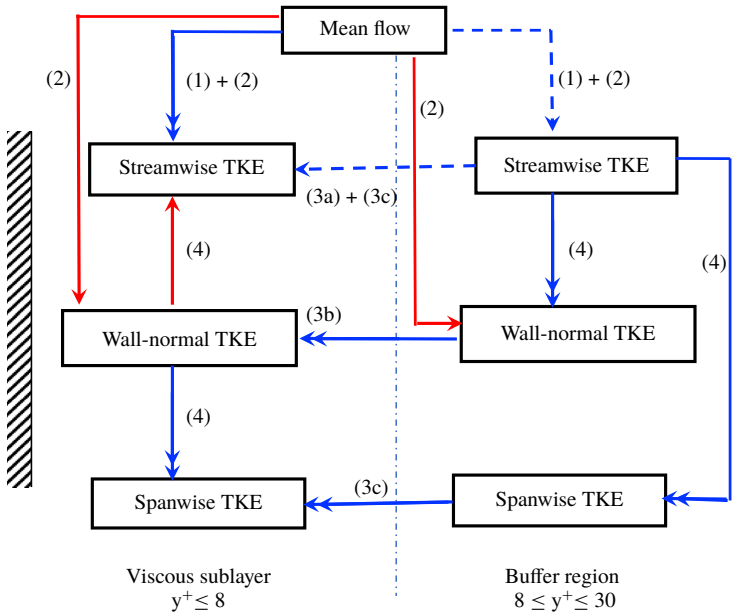 Mean flow
(2)
(1) + (2)
(2)
(1) + (2)
Streamwise TKE
Streamwise TKE
(3a) + (3c)
(4)
(4)
(4)
Wall-normal TKE
(3b)
Wall-normal TKE
(4)
Spanwise TKE
(3c)
Spanwise TKE
Viscous sublayer
y⁺ ≤ 8
Buffer region
8 ≤ y⁺ ≤ 30